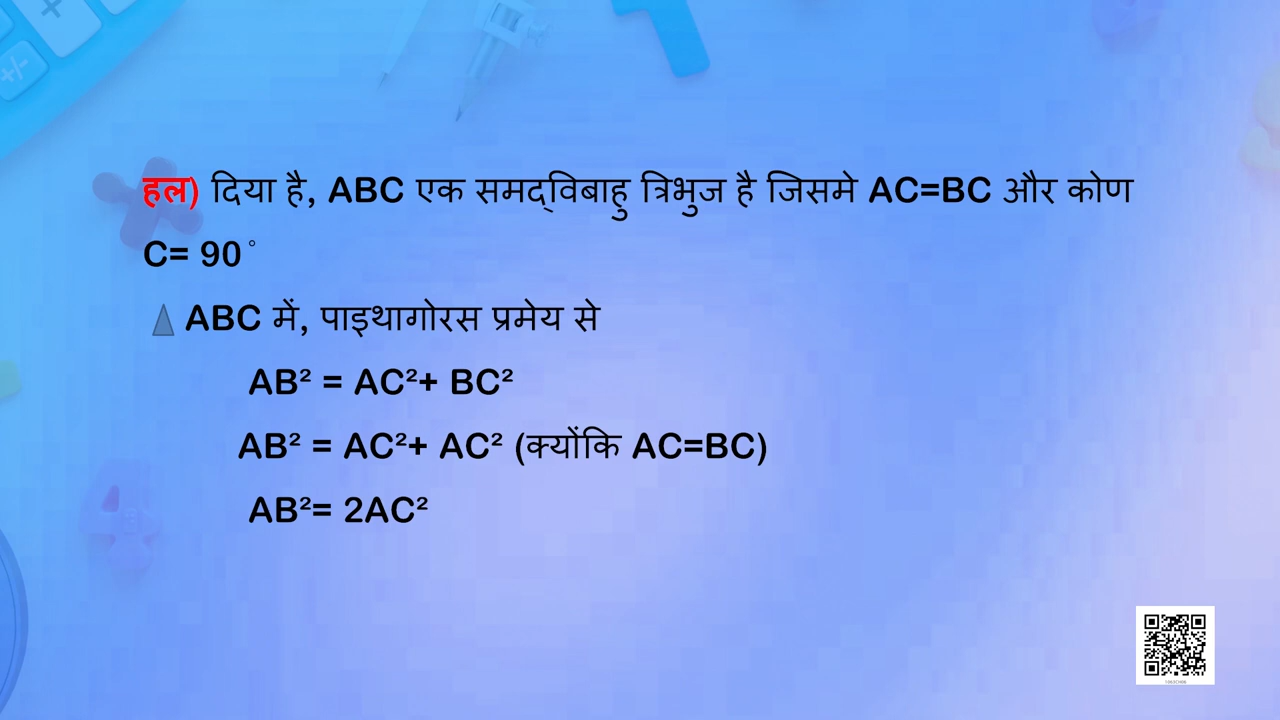 हल) दिया है, ABC एक समद्विबाहु त्रिभुज है जिसमे AC=BC और कोण
C= 90°
ABC में, पाइथागोरस प्रमेय से
AB² = AC²+ BC²
AB² = AC²+ AC² (क्योंकि AC=BC)
AB²= 2AC²